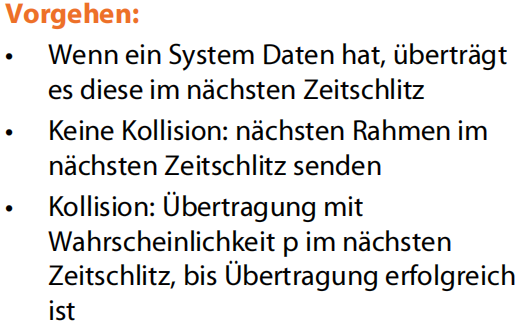 Vorgehen:
• Wenn ein System Daten hat, überträgt
es diese im nächsten Zeitschlitz
• Keine Kollision: nächsten Rahmen im
nächsten Zeitschlitz senden
• Kollision: Übertragung mit
Wahrscheinlichkeit p im nächsten
Zeitschlitz, bis Übertragung erfolgreich
ist